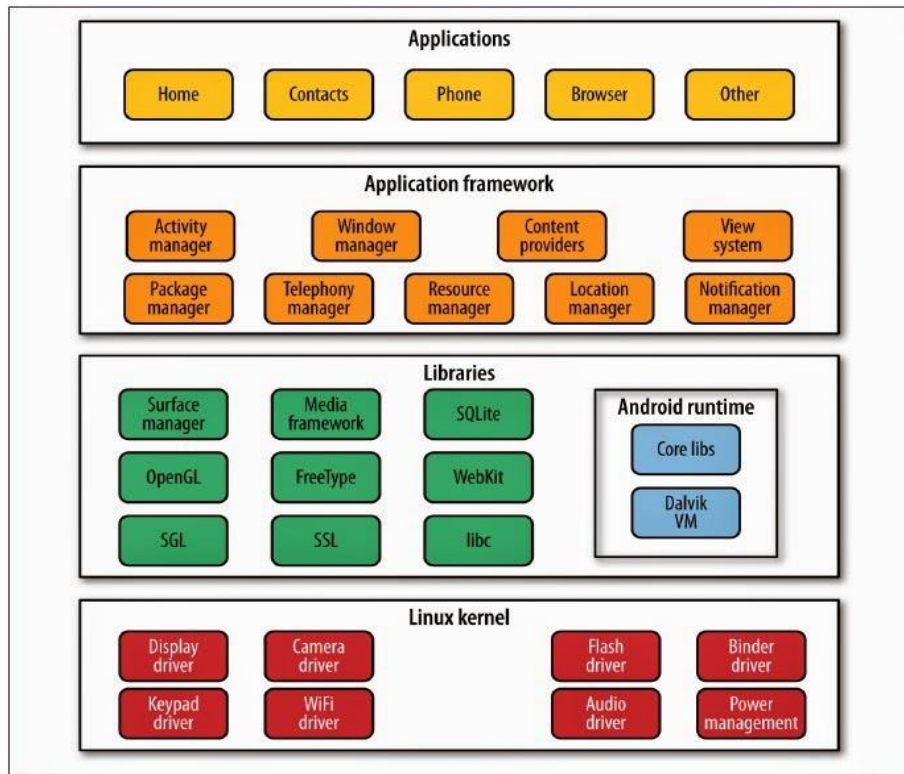 Applications
Home
Contacts
Phone
Browser
Other
Application framework
Activity
manager
Window
manager
Content
providers
View
system
Package
manager
Telephony
manager
Resource
manager
Location
manager
Notification
manager
Libraries
Surface
manager
Media
framework
SQLite
OpenGL
FreeType
WebKit
SGL
SSL
libc
Android runtime
Core libs
Dalvik
VM
Linux kernel
Display
driver
Camera
driver
Flash
driver
Binder
driver
Keypad
driver
WiFi
driver
Audio
driver
Power
management